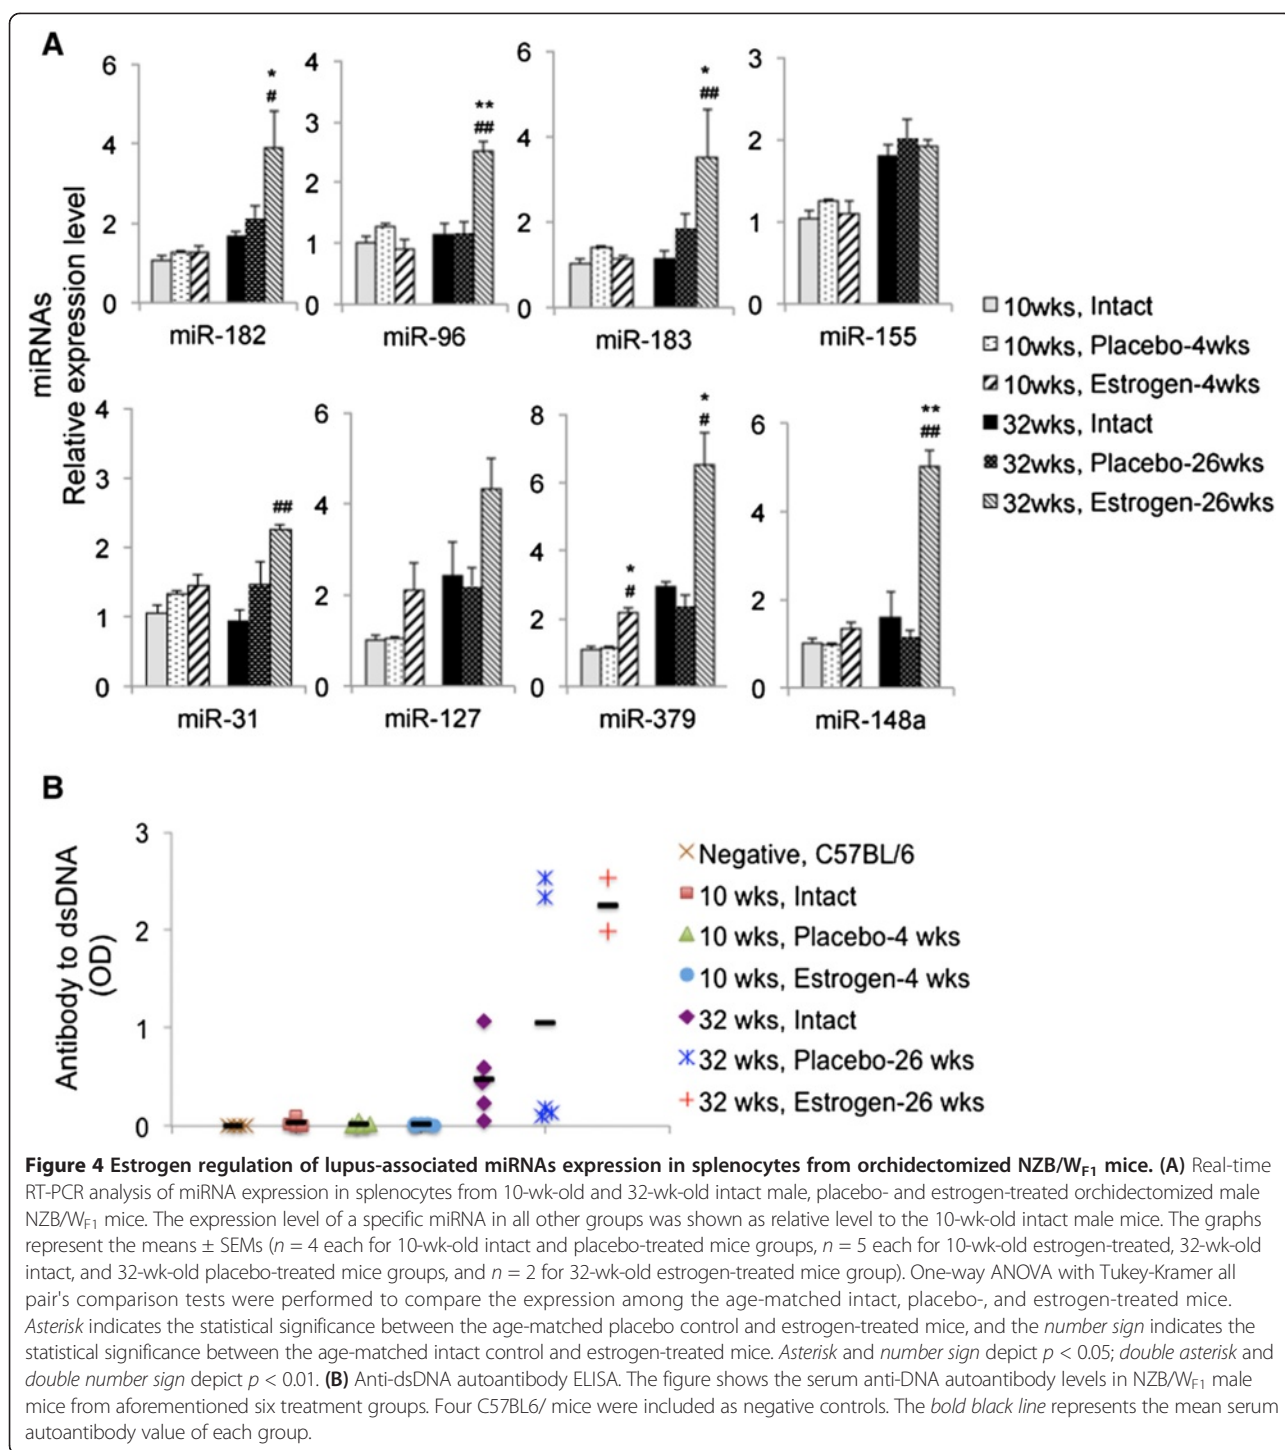 A
miRNAs
Relative expression level
6
4
2
0
* 
#
miR-182
4
3
2
1
0
**
##
miR-96
6
4
2
0
*
##
miR-183
3
2
1
0
miR-155
4
3
2
1
0
##
miR-31
6
4
2
0
miR-127
8
6
4
2
0
*
#
*
#
miR-379
6
4
2
0
**
##
miR-148a
10wks, Intact
10wks, Placebo-4wks
10wks, Estrogen-4wks
32wks, Intact
32wks, Placebo-26wks
32wks, Estrogen-26wks
B
Antibody to dsDNA
(OD)
3
2
1
0
Negative, C57BL/6
10 wks, Intact
10 wks, Placebo-4 wks
10 wks, Estrogen-4 wks
32 wks, Intact
32 wks, Placebo-26 wks
32 wks, Estrogen-26 wks
Figure 4 Estrogen regulation of lupus-associated miRNAs expression in splenocytes from orchidectomized NZB/WF1 mice. (A) Real-time
RT-PCR analysis of miRNA expression in splenocytes from 10-wk-old and 32-wk-old intact male, placebo- and estrogen-treated orchidectomized male
NZB/WF1 mice. The expression level of a specific miRNA in all other groups was shown as relative level to the 10-wk-old intact male mice. The graphs
represent the means ± SEMs (n = 4 each for 10-wk-old intact and placebo-treated mice groups, n = 5 each for 10-wk-old estrogen-treated, 32-wk-old
intact, and 32-wk-old placebo-treated mice groups, and n = 2 for 32-wk-old estrogen-treated mice group). One-way ANOVA with Tukey-Kramer all
pair's comparison tests were performed to compare the expression among the age-matched intact, placebo-, and estrogen-treated mice.
Asterisk indicates the statistical significance between the age-matched placebo control and estrogen-treated mice, and the number sign indicates the
statistical significance between the age-matched intact control and estrogen-treated mice. Asterisk and number sign depict p < 0.05; double asterisk and
double number sign depict p < 0.01. (B) Anti-dsDNA autoantibody ELISA. The figure shows the serum anti-DNA autoantibody levels in NZB/WF1 male
mice from aforementioned six treatment groups. Four C57BL6/ mice were included as negative controls. The bold black line represents the mean serum
autoantibody value of each group.